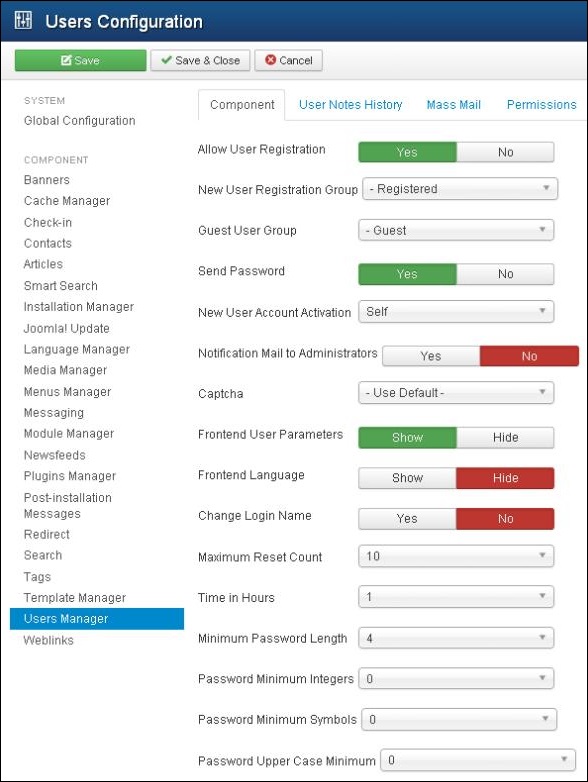 Users Configuration
Save
Save & Close
Cancel
SYSTEM
Global Configuration
COMPONENT
Banners
Cache Manager
Check-in
Contacts
Articles
Smart Search
Installation Manager
Joomla! Update
Language Manager
Media Manager
Menus Manager
Messaging
Module Manager
Newsfeeds
Plugins Manager
Post-installation
Messages
Redirect
Search
Tags
Template Manager
Users Manager
Weblinks
Component User Notes History Mass Mail Permissions
Allow User Registration Yes No
New User Registration Group - Registered
Guest User Group - Guest
Send Password Yes No
New User Account Activation Self
Notification Mail to Administrators Yes No
Captcha - Use Default -
Frontend User Parameters Show Hide
Frontend Language Show Hide
Change Login Name Yes No
Maximum Reset Count 10
Time in Hours 1
Minimum Password Length 4
Password Minimum Integers 0
Password Minimum Symbols 0
Password Upper Case Minimum 0